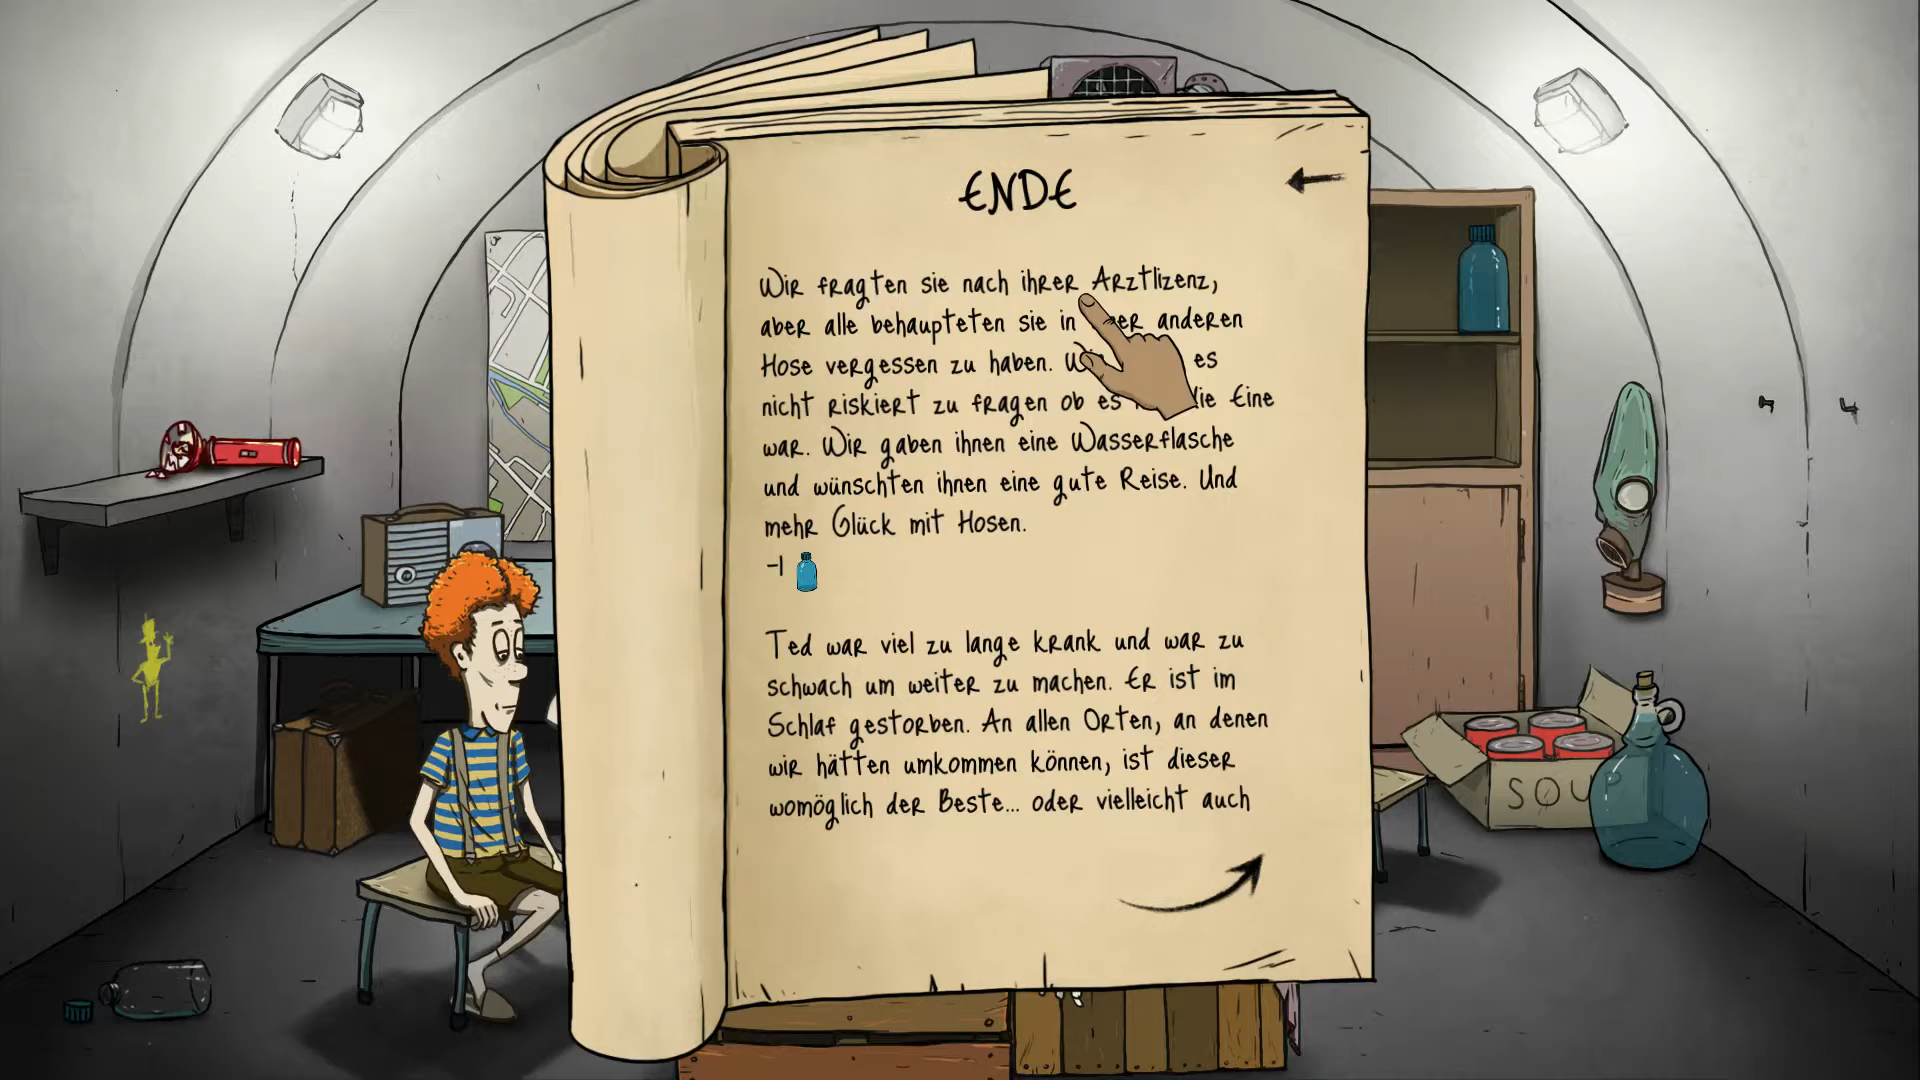 ENDE
Wir fragten sie nach ihrer Arztlizenz,
aber alle behaupteten sie in anderen
Hose vergessen zu haben. es
nicht riskiert zu fragen ob es die Eine
war. Wir gaben ihnen eine Wasserflasche
und wünschten ihnen eine gute Reise. Und
mehr Glück mit Hosen.
-1
Ted war viel zu lange krank und war zu
schwach um weiter zu machen. Er ist im
Schlaf gestorben. An allen Orten, an denen
wir hätten umkommen können, ist dieser
womöglich der Beste... oder vielleicht auch
SOU